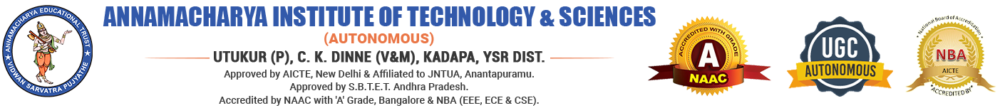 ANNAMACHARYA EDUCATIONAL TRUST
VIDWAN SARVATRA PUJYATHE
ANNAMACHARYA INSTITUTE OF TECHNOLOGY & SCIENCES
(AUTONOMOUS)
UTUKUR (P), C. K. DINNE (V&M), KADAPA, YSR DIST.
Approved by AICTE, New Delhi & Affiliated to JNTUA, Anantapuramu.
Approved by S.B.T.E.T. Andhra Pradesh.
Accredited by NAAC with 'A' Grade, Bangalore & NBA (EEE, ECE & CSE).
ACCREDITED WITH GRADE
A
NAAC
UGC
AUTONOMOUS
National Board of Accreditation
NBA
AICTE
ACCREDITED BY